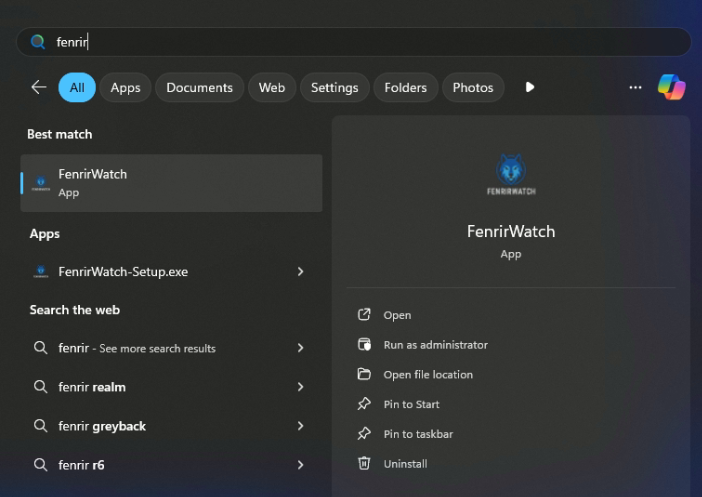 fenrir
All
Apps
Documents
Web
Settings
Folders
Photos
Best match
FenrirWatch
App
Apps
FenrirWatch-Setup.exe
Search the web
fenrir - See more search results
fenrir realm
fenrir greyback
fenrir r6
FENRIRWATCH
FenrirWatch
App
Open
Run as administrator
Open file location
Pin to Start
Pin to taskbar
Uninstall